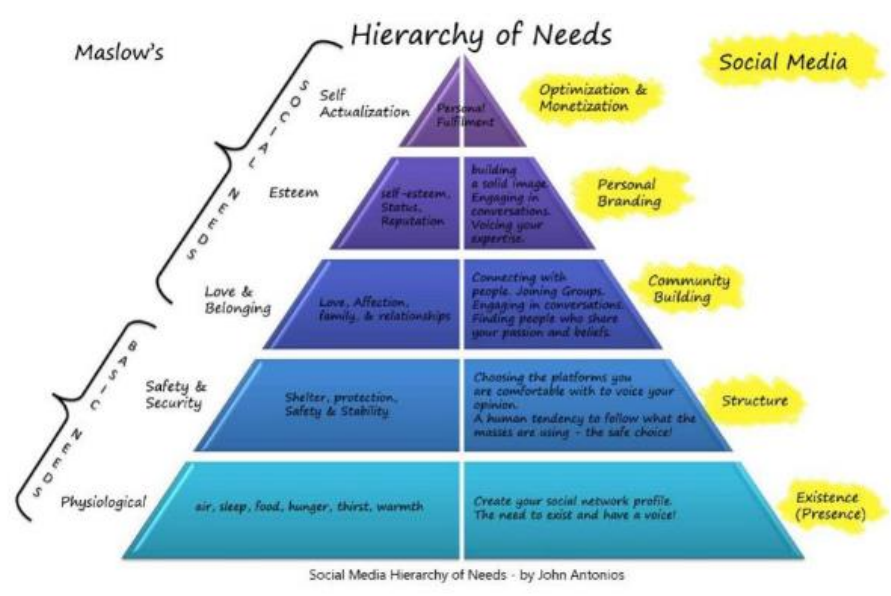 Hierarchy of Needs
Maslow's
Social Media
SOCIAL NEEDS
Self
Actualization
Personal
Fulfilment
Optimization &
Monetization
Esteem
self-esteem,
Status,
Reputation
building
a solid image.
Engaging in
conversations.
Voicing your
expertise.
Personal
Branding
Love &
Belonging
Love, Affection,
family, & relationships
Connecting with
people. Joining Groups.
Engaging in conversations.
Finding people who share
your passion and beliefs.
Community
Building
BASIC NEEDS
Safety &
Security
Shelter, protection,
Safety & Stability
Choosing the platforms you
are comfortable with to voice your
opinion.
A human tendency to follow what the
masses are using - the safe choice!
Structure
Physiological
air, sleep, food, hunger, thirst, warmth
Create your social network profile.
The need to exist and have a voice!
Existence
(Presence)
Social Media Hierarchy of Needs - by John Antonios